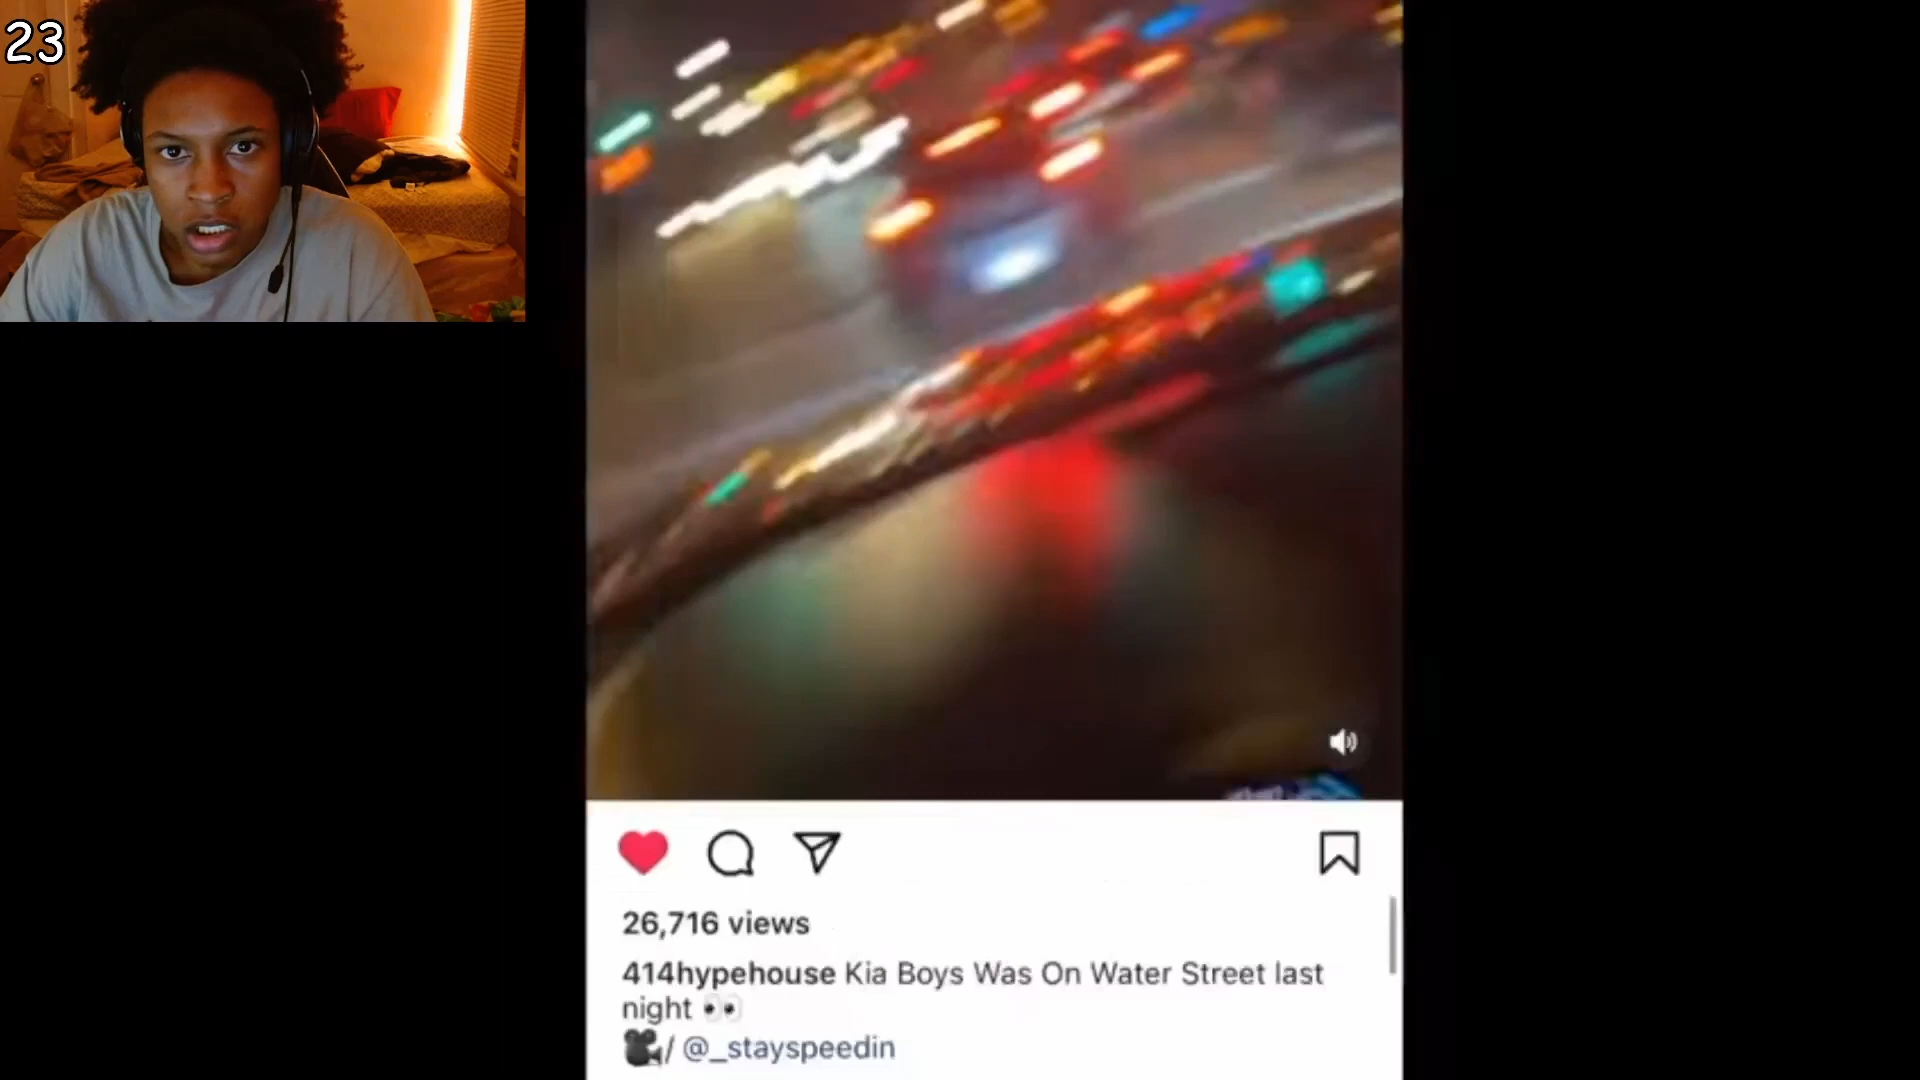 23
26,716 views
414hypehouse Kia Boys Was On Water Street last
night 👀
🎥/ @_stayspeedin